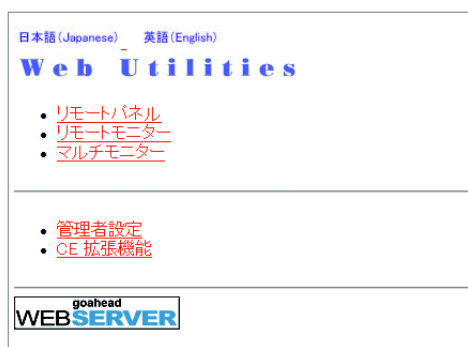 日本語(Japanese) 英語(English)
Web Utilities
リモートパネル
リモートモニター
マルチモニター
管理者設定
CE 拡張機能
goahead
WEBSERVER